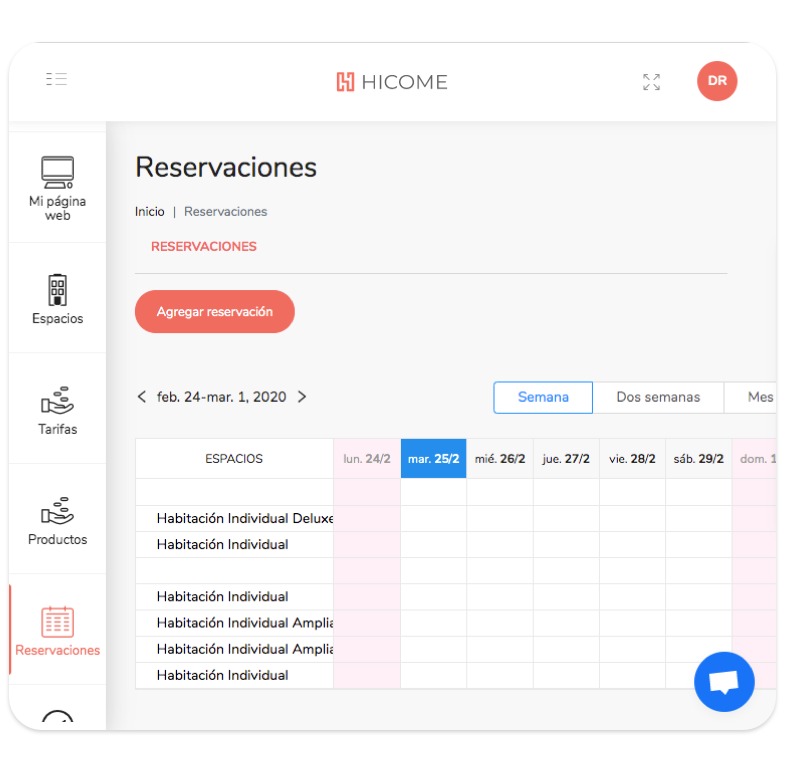 HICOME
DR
Mi página
web
Espacios
Tarifas
Productos
Reservaciones
Reservaciones
Inicio | Reservaciones
RESERVACIONES
Agregar reservación
feb. 24-mar. 1, 2020
Semana Dos semanas Mes
ESPACIOS lun. 24/2 mar. 25/2 mié. 26/2 jue. 27/2 vie. 28/2 sáb. 29/2 dom. 1
Habitación Individual Deluxe
Habitación Individual
Habitación Individual
Habitación Individual Amplia
Habitación Individual Amplia
Habitación Individual